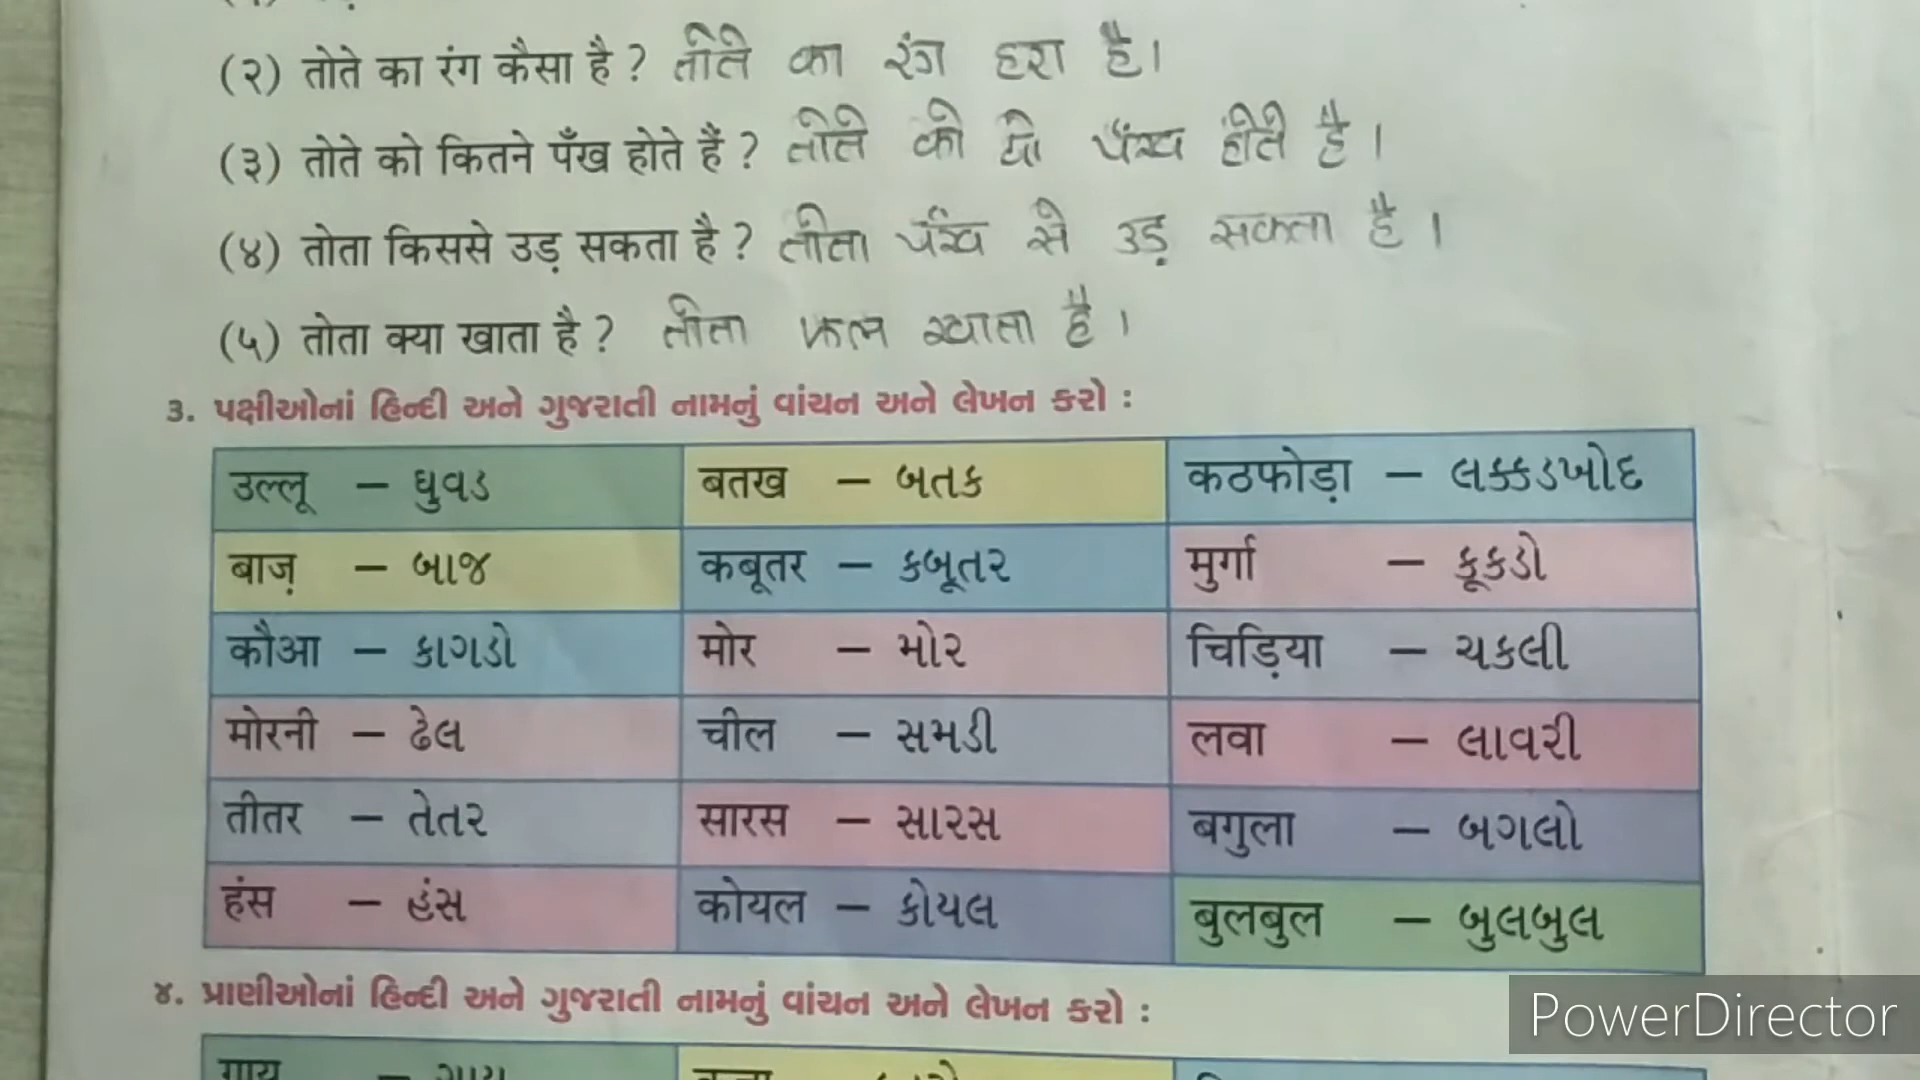 (२) तोते का रंग कैसा है ? तोते का रंग हरा है।
(३) तोते को कितने पँख होते हैं ? तोते को दो पँख होते है ।
(४) तोता किससे उड़ सकता है ? तोता पँख से उड़ सकता है ।
(५) तोता क्या खाता है ? तोता फल खाता है ।
૩. પક્ષીઓનાં હિન્દી અને ગુજરાતી નામનું વાંચન અને લેખન કરો :
उल्लू – ઘુવડ बतख – બતક कठफोड़ा – લક્કડખોદ
बाज़ – બાજ कबूतर – કબૂતર मुर्गा – કૂકડો
कौआ – કાગડો मोर – મોર चिड़िया – ચકલી
मोरनी – ઢેલ चील – સમડી लवा – લાવરી
तीतर – તેતર सारस – સારસ बगुला – બગલો
हंस – હંસ कोयल – કોયલ बुलबुल – બુલબુલ
૪. પ્રાણીઓનાં હિન્દી અને ગુજરાતી નામનું વાંચન અને લેખન કરો :
गाय – ગાય
PowerDirector